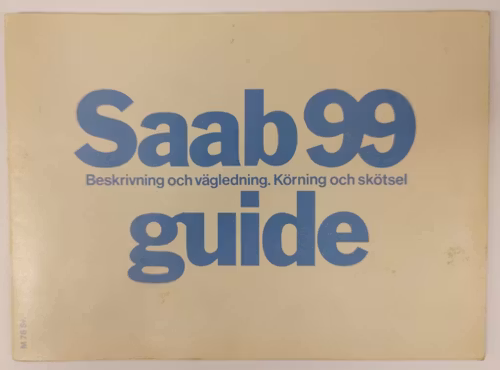 Saab 99
Beskrivning och vägledning. Körning och skötsel
guide